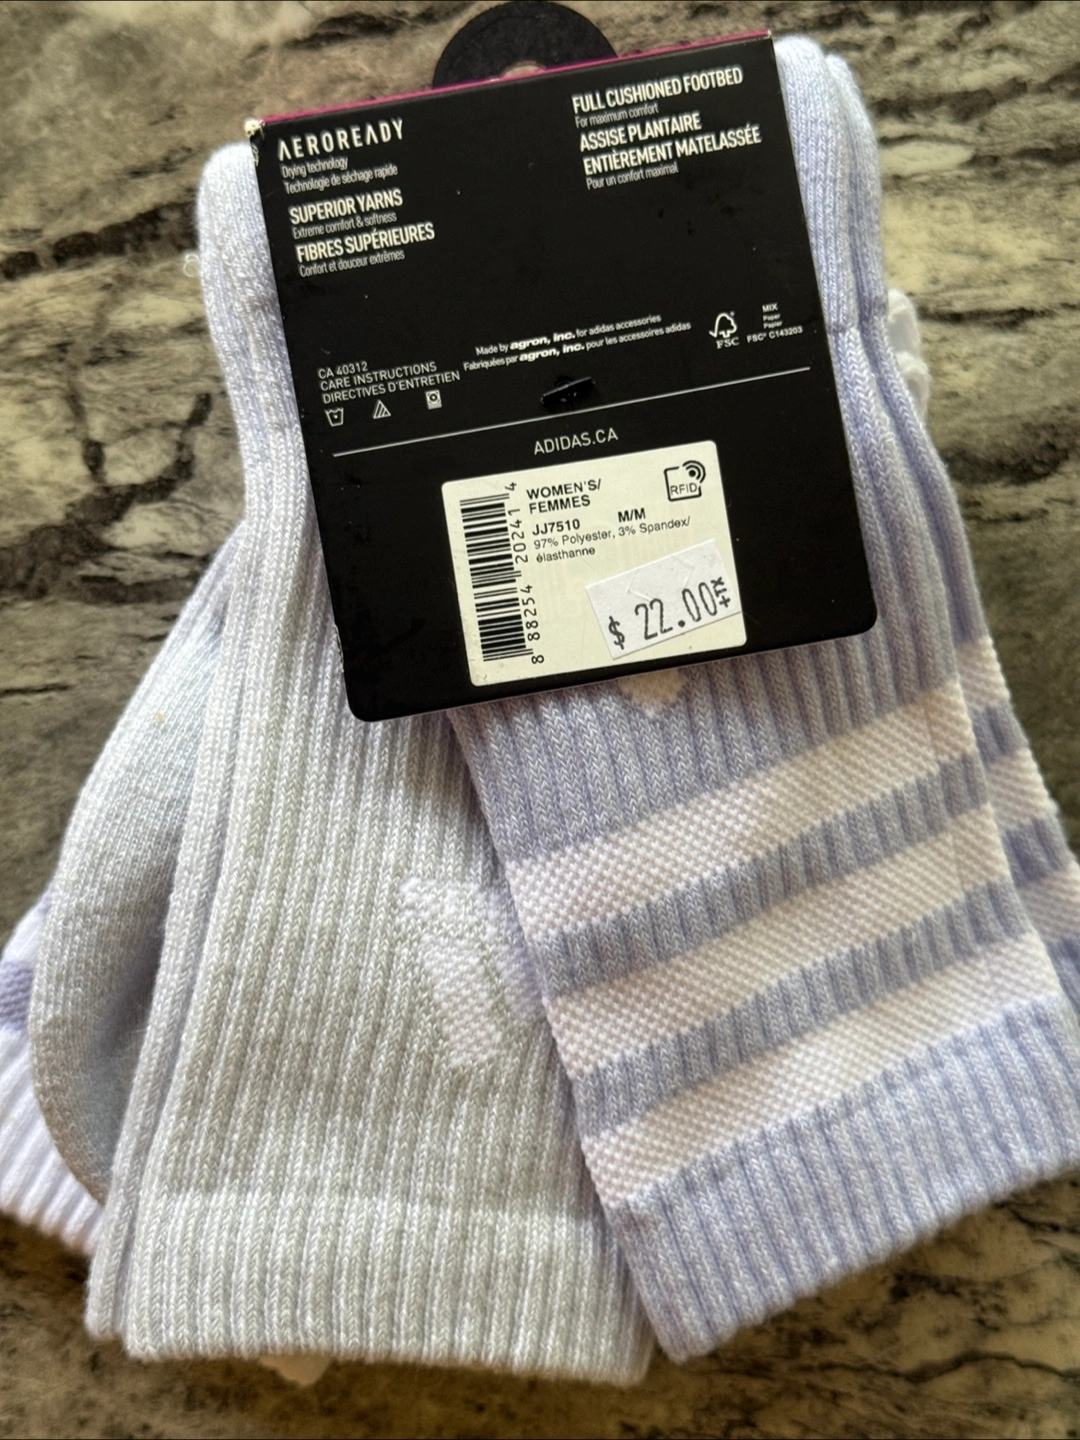 AEROREADY
Drying technology
Technologie de séchage rapide
SUPERIOR YARNS
Extreme comfort & softness
FIBRES SUPÉRIEURES
Confort et douceur extrêmes
FULL CUSHIONED FOOTBED
For maximum comfort
ASSISE PLANTAIRE
ENTIÈREMENT MATELASSÉE
Pour un confort maximal
Made by agron, inc. for adidas accessories
Fabriquées par agron, inc. pour les accessoires adidas
FSC
MIX
Paper
Papier
FSC® C143203
CA 40312
CARE INSTRUCTIONS
DIRECTIVES D'ENTRETIEN
ADIDAS.CA
WOMEN'S/
FEMMES
RFID
JJ7510 M/M
97% Polyester, 3% Spandex/
élasthanne
8 88254 20241 4
$ 22.00+TX